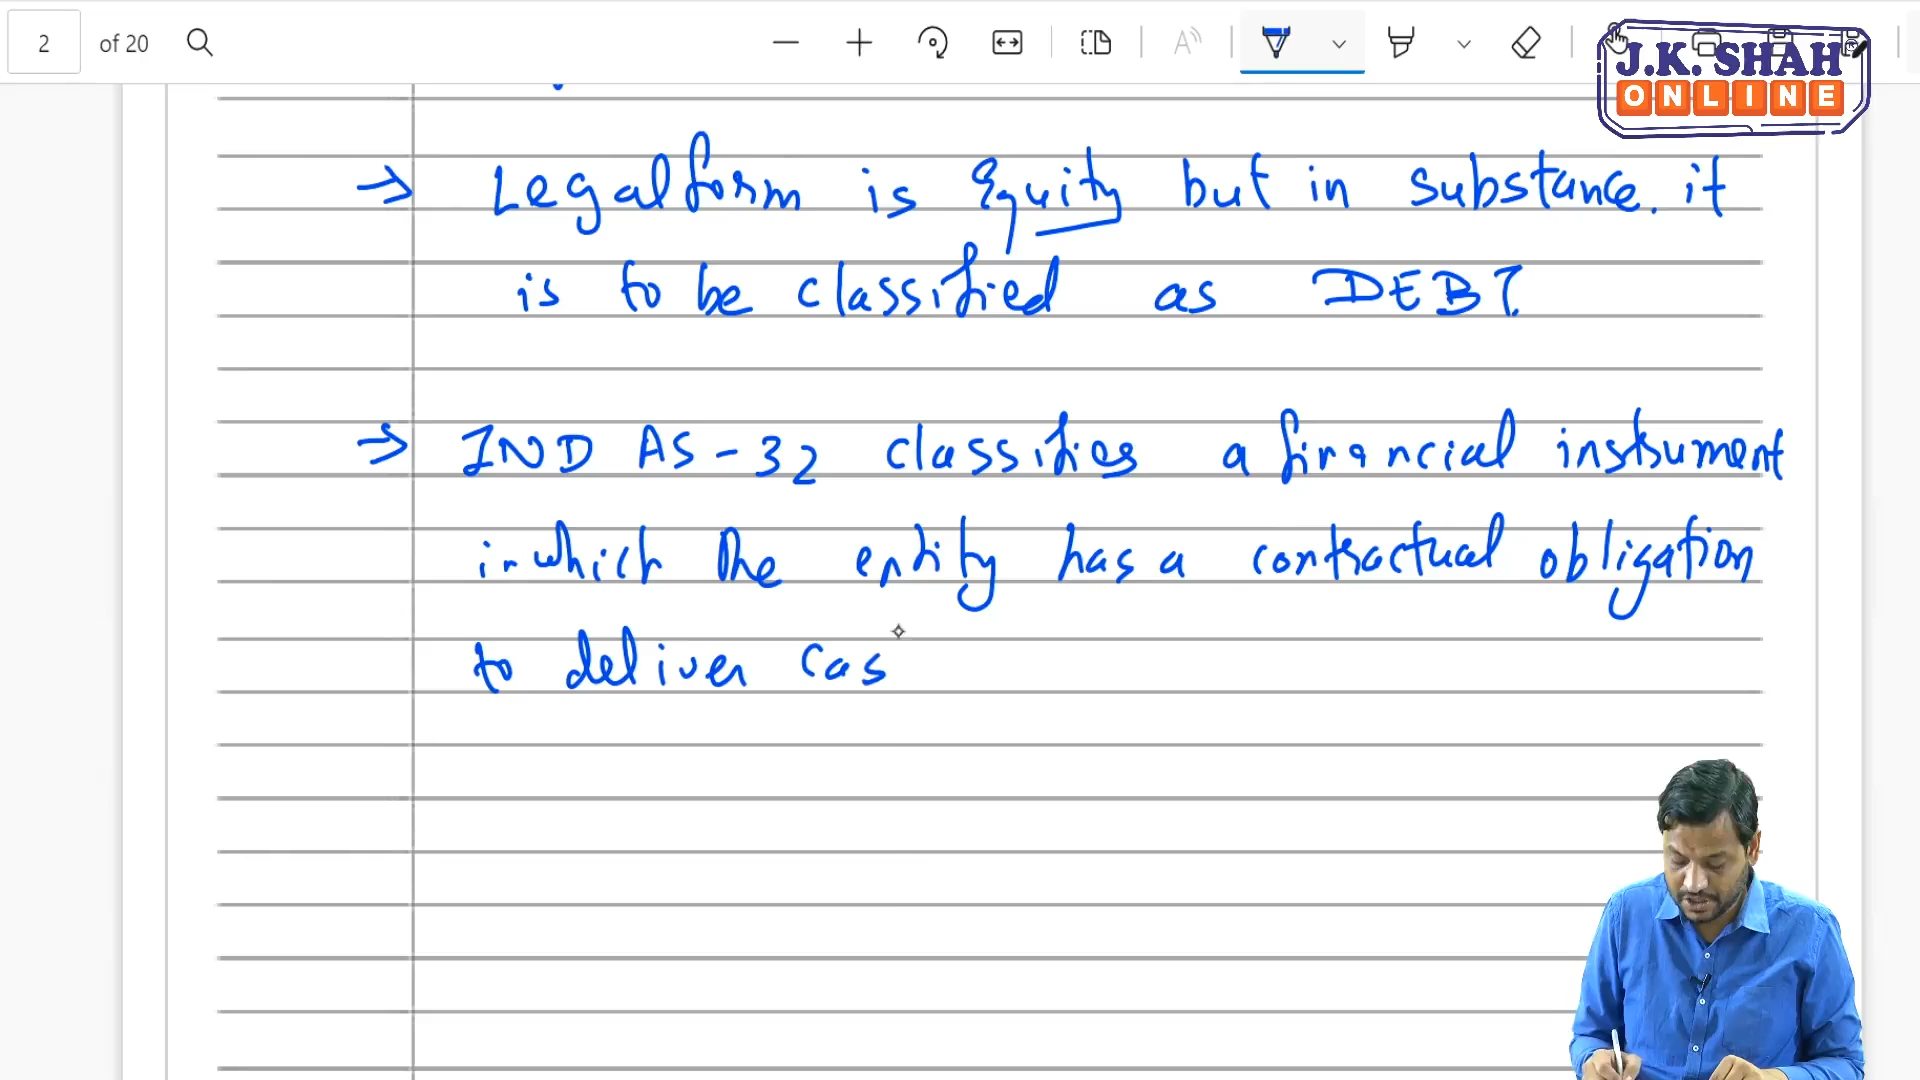 2 of 20
J.K. SHAH
ONLINE
⇒ Legal form is Equity but in substance. it
is to be classified as DEBT
⇒ IND AS-32 classifies a financial instrument
in which the entity has a contractual obligation
to deliver cas